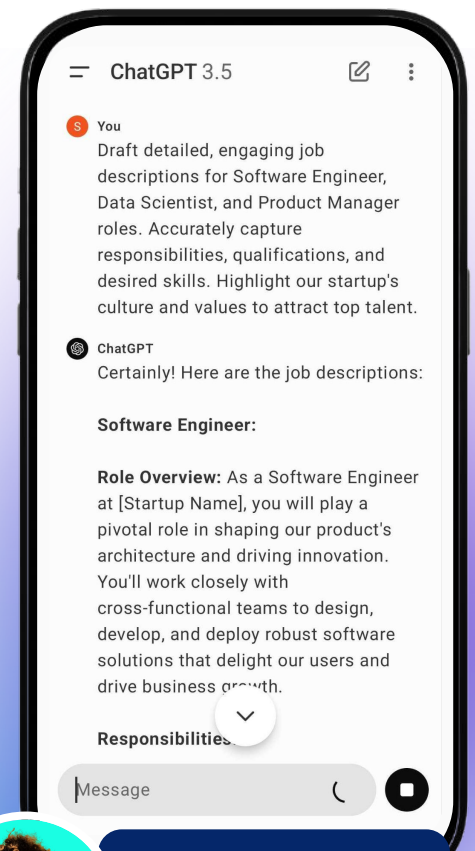 ChatGPT 3.5
S
You
Draft detailed, engaging job
descriptions for Software Engineer,
Data Scientist, and Product Manager
roles. Accurately capture
responsibilities, qualifications, and
desired skills. Highlight our startup's
culture and values to attract top talent.
ChatGPT
Certainly! Here are the job descriptions:
Software Engineer:
Role Overview: As a Software Engineer
at [Startup Name], you will play a
pivotal role in shaping our product's
architecture and driving innovation.
You'll work closely with
cross-functional teams to design,
develop, and deploy robust software
solutions that delight our users and
drive business growth.
Responsibilities
Message